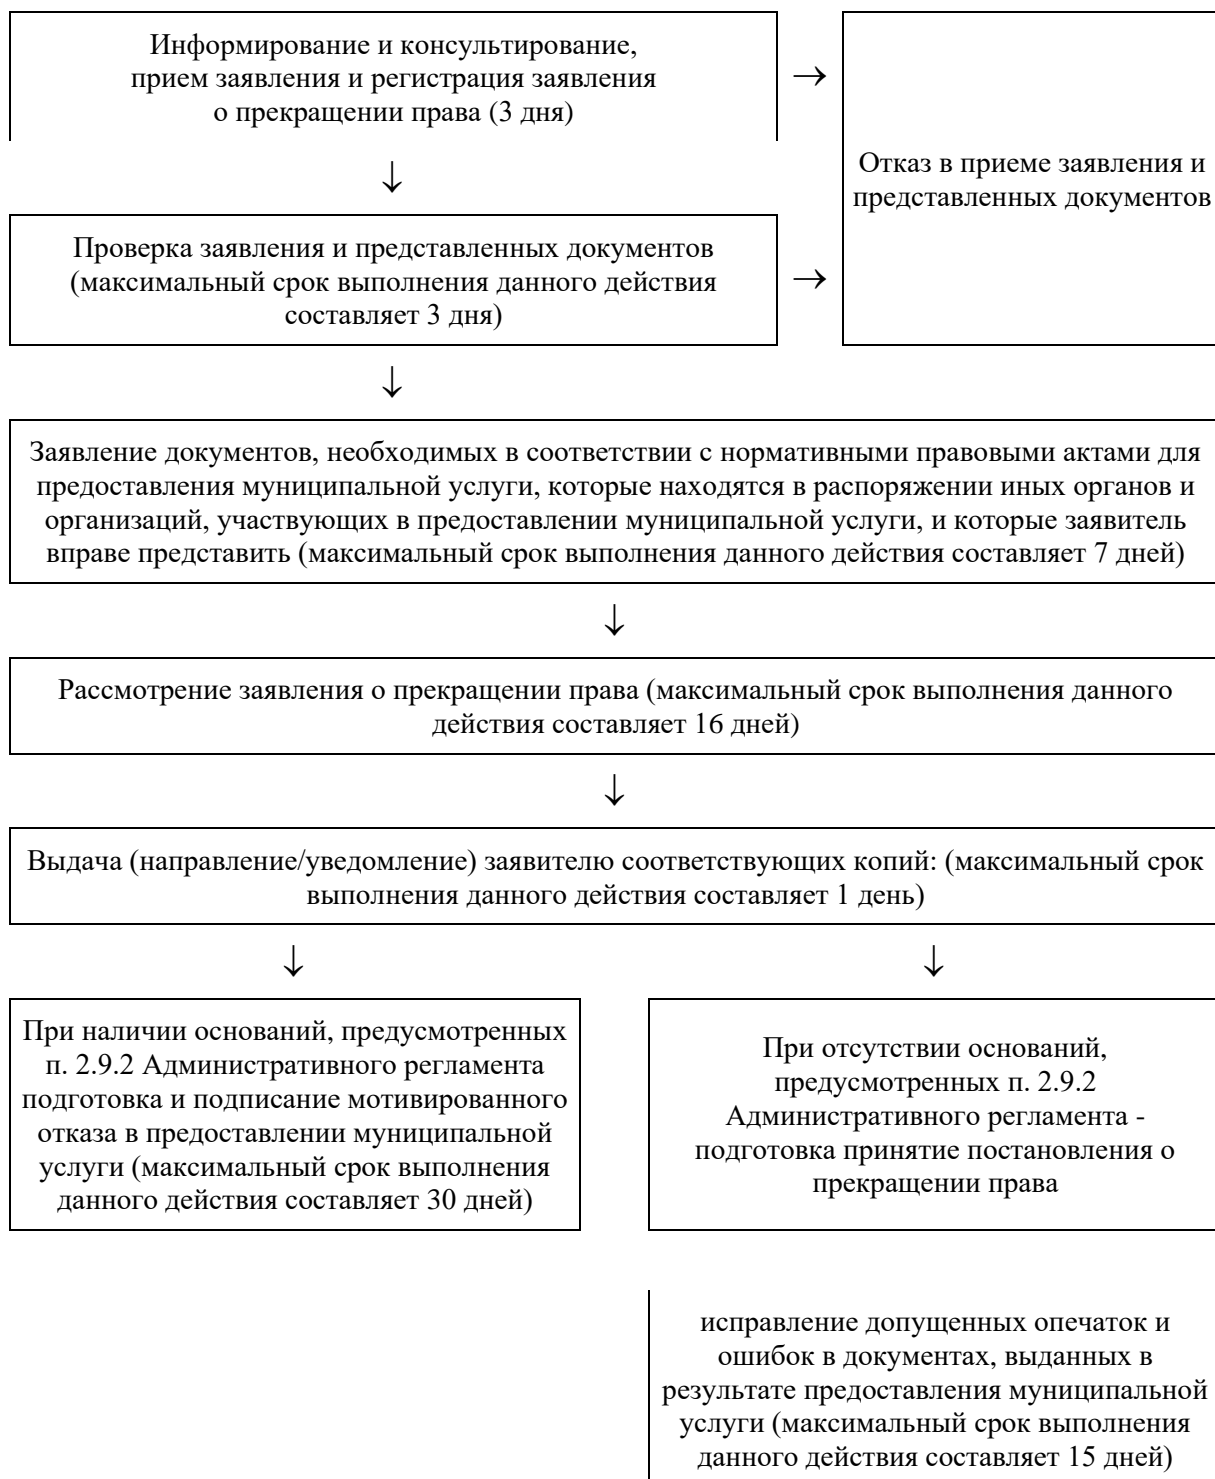 Информирование и консультирование,
прием заявления и регистрация заявления
о прекращении права (3 дня)
→
Отказ в приеме заявления и
представленных документов
↓
Проверка заявления и представленных документов
(максимальный срок выполнения данного действия
составляет 3 дня)
→
↓
Заявление документов, необходимых в соответствии с нормативными правовыми актами для
предоставления муниципальной услуги, которые находятся в распоряжении иных органов и
организаций, участвующих в предоставлении муниципальной услуги, и которые заявитель
вправе представить (максимальный срок выполнения данного действия составляет 7 дней)
↓
Рассмотрение заявления о прекращении права (максимальный срок выполнения данного
действия составляет 16 дней)
↓
Выдача (направление/уведомление) заявителю соответствующих копий: (максимальный срок
выполнения данного действия составляет 1 день)
↓
↓
При наличии оснований, предусмотренных
п. 2.9.2 Административного регламента
подготовка и подписание мотивированного
отказа в предоставлении муниципальной
услуги (максимальный срок выполнения
данного действия составляет 30 дней)
При отсутствии оснований,
предусмотренных п. 2.9.2
Административного регламента -
подготовка принятие постановления о
прекращении права
исправление допущенных опечаток и
ошибок в документах, выданных в
результате предоставления муниципальной
услуги (максимальный срок выполнения
данного действия составляет 15 дней)